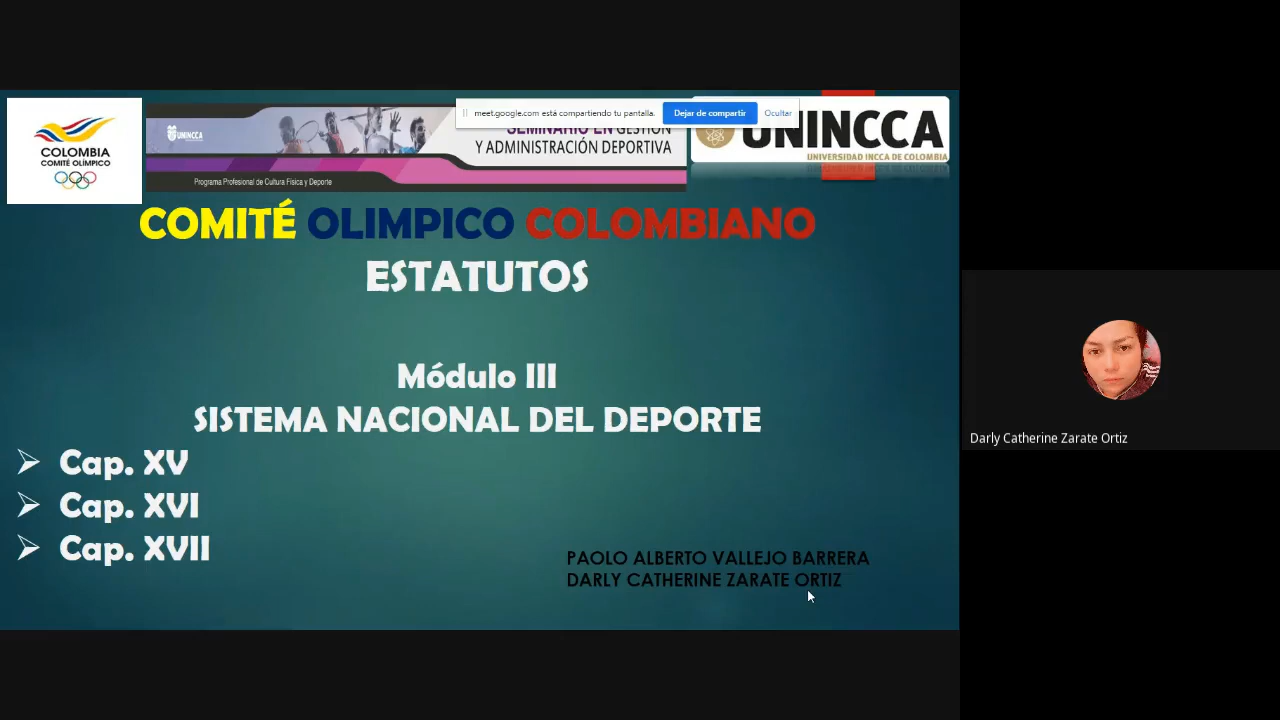 COLOMBIA
COMITÉ OLÍMPICO
UNINCCA
SEMINARIO EN GESTIÓN
Y ADMINISTRACIÓN DEPORTIVA
Programa Profesional de Cultura Física y Deporte
meet.google.com está compartiendo tu pantalla.
Dejar de compartir
Ocultar
UNINCCA
UNIVERSIDAD INCCA DE COLOMBIA
COMITÉ OLIMPICO COLOMBIANO
ESTATUTOS
Módulo III
SISTEMA NACIONAL DEL DEPORTE
Cap. XV
Cap. XVI
Cap. XVII
PAOLO ALBERTO VALLEJO BARRERA
DARLY CATHERINE ZARATE ORTIZ
Darly Catherine Zarate Ortiz